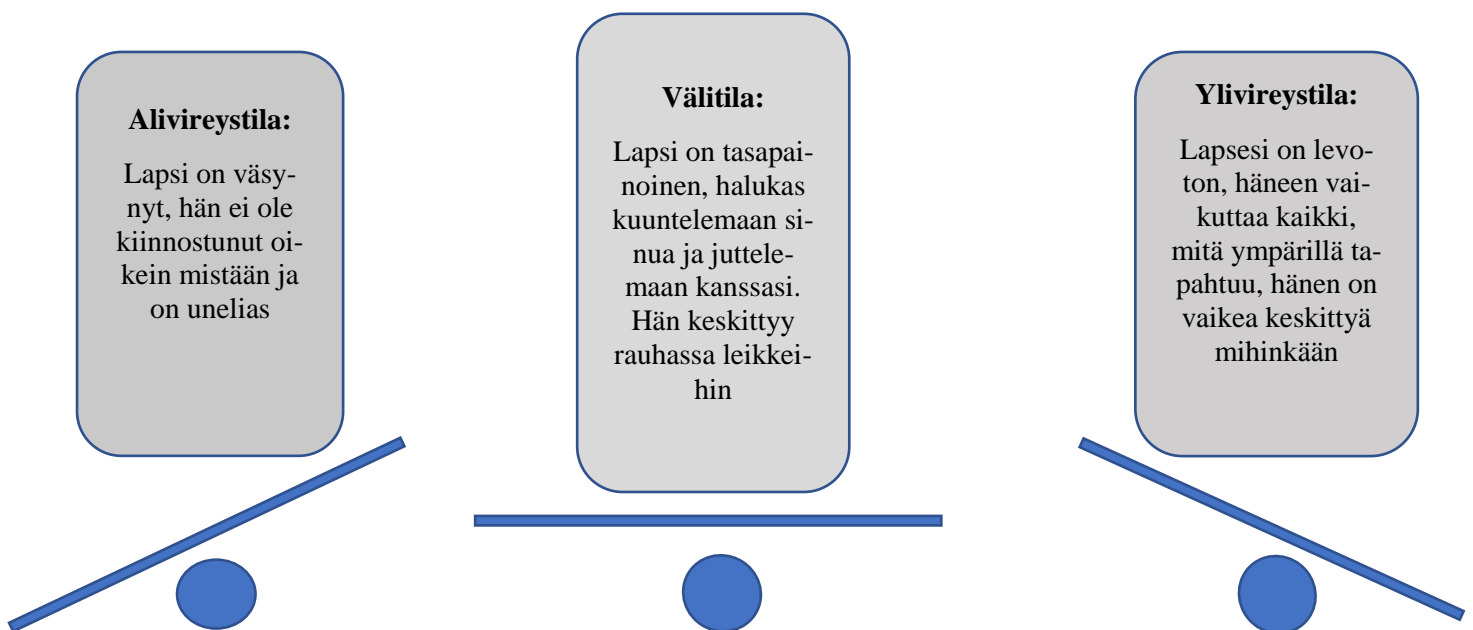 Alivireystila:
Lapsi on väsy-
nyt, hän ei ole
kiinnostunut oi-
kein mistään ja
on unelias
Välitila:
Lapsi on tasapai-
noinen, halukas
kuuntelemaan si-
nua ja juttele-
maan kanssasi.
Hän keskittyy
rauhassa leikkei-
hin
Ylivireystila:
Lapsesi on levo-
ton, häneen vai-
kuttaa kaikki,
mitä ympärillä ta-
pahtuu, hänen on
vaikea keskittyä
mihinkään